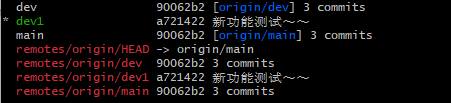 dev 90062b2 [origin/dev] 3 commits
* dev1 a721422 新功能测试～～
main 90062b2 [origin/main] 3 commits
remotes/origin/HEAD -> origin/main
remotes/origin/dev 90062b2 3 commits
remotes/origin/dev1 a721422 新功能测试～～
remotes/origin/main 90062b2 3 commits